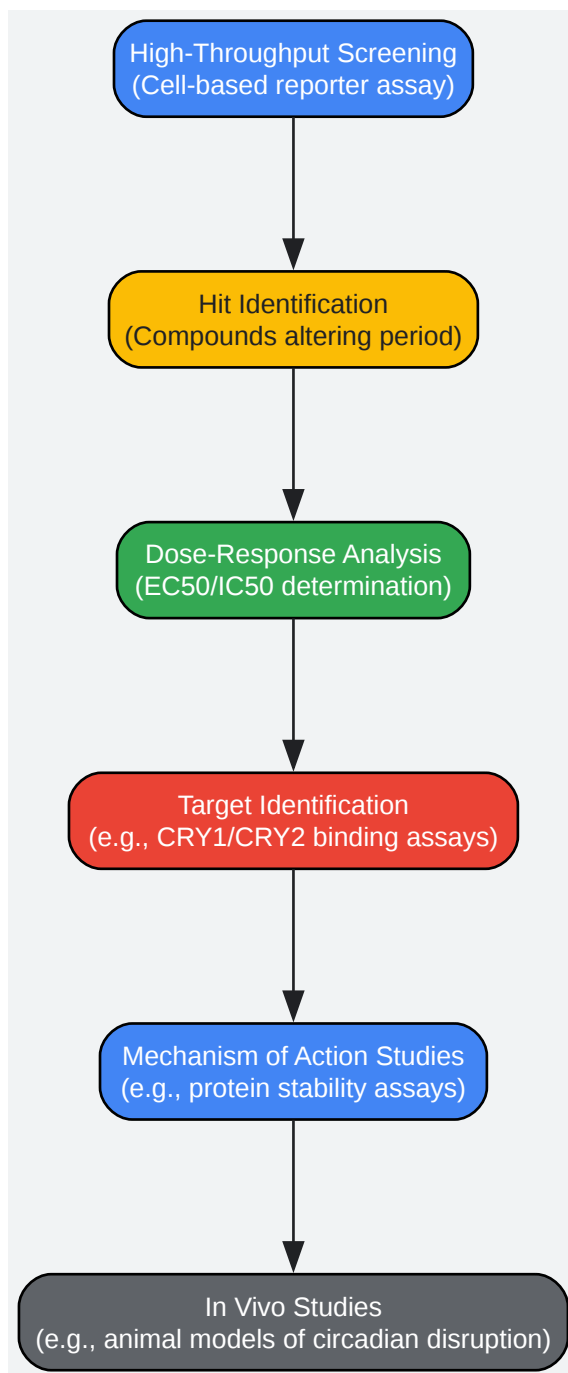 High-Throughput Screening
(Cell-based reporter assay)
Hit Identification
(Compounds altering period)
Dose-Response Analysis
(EC50/IC50 determination)
Target Identification
(e.g., CRY1/CRY2 binding assays)
Mechanism of Action Studies
(e.g., protein stability assays)
In Vivo Studies
(e.g., animal models of circadian disruption)